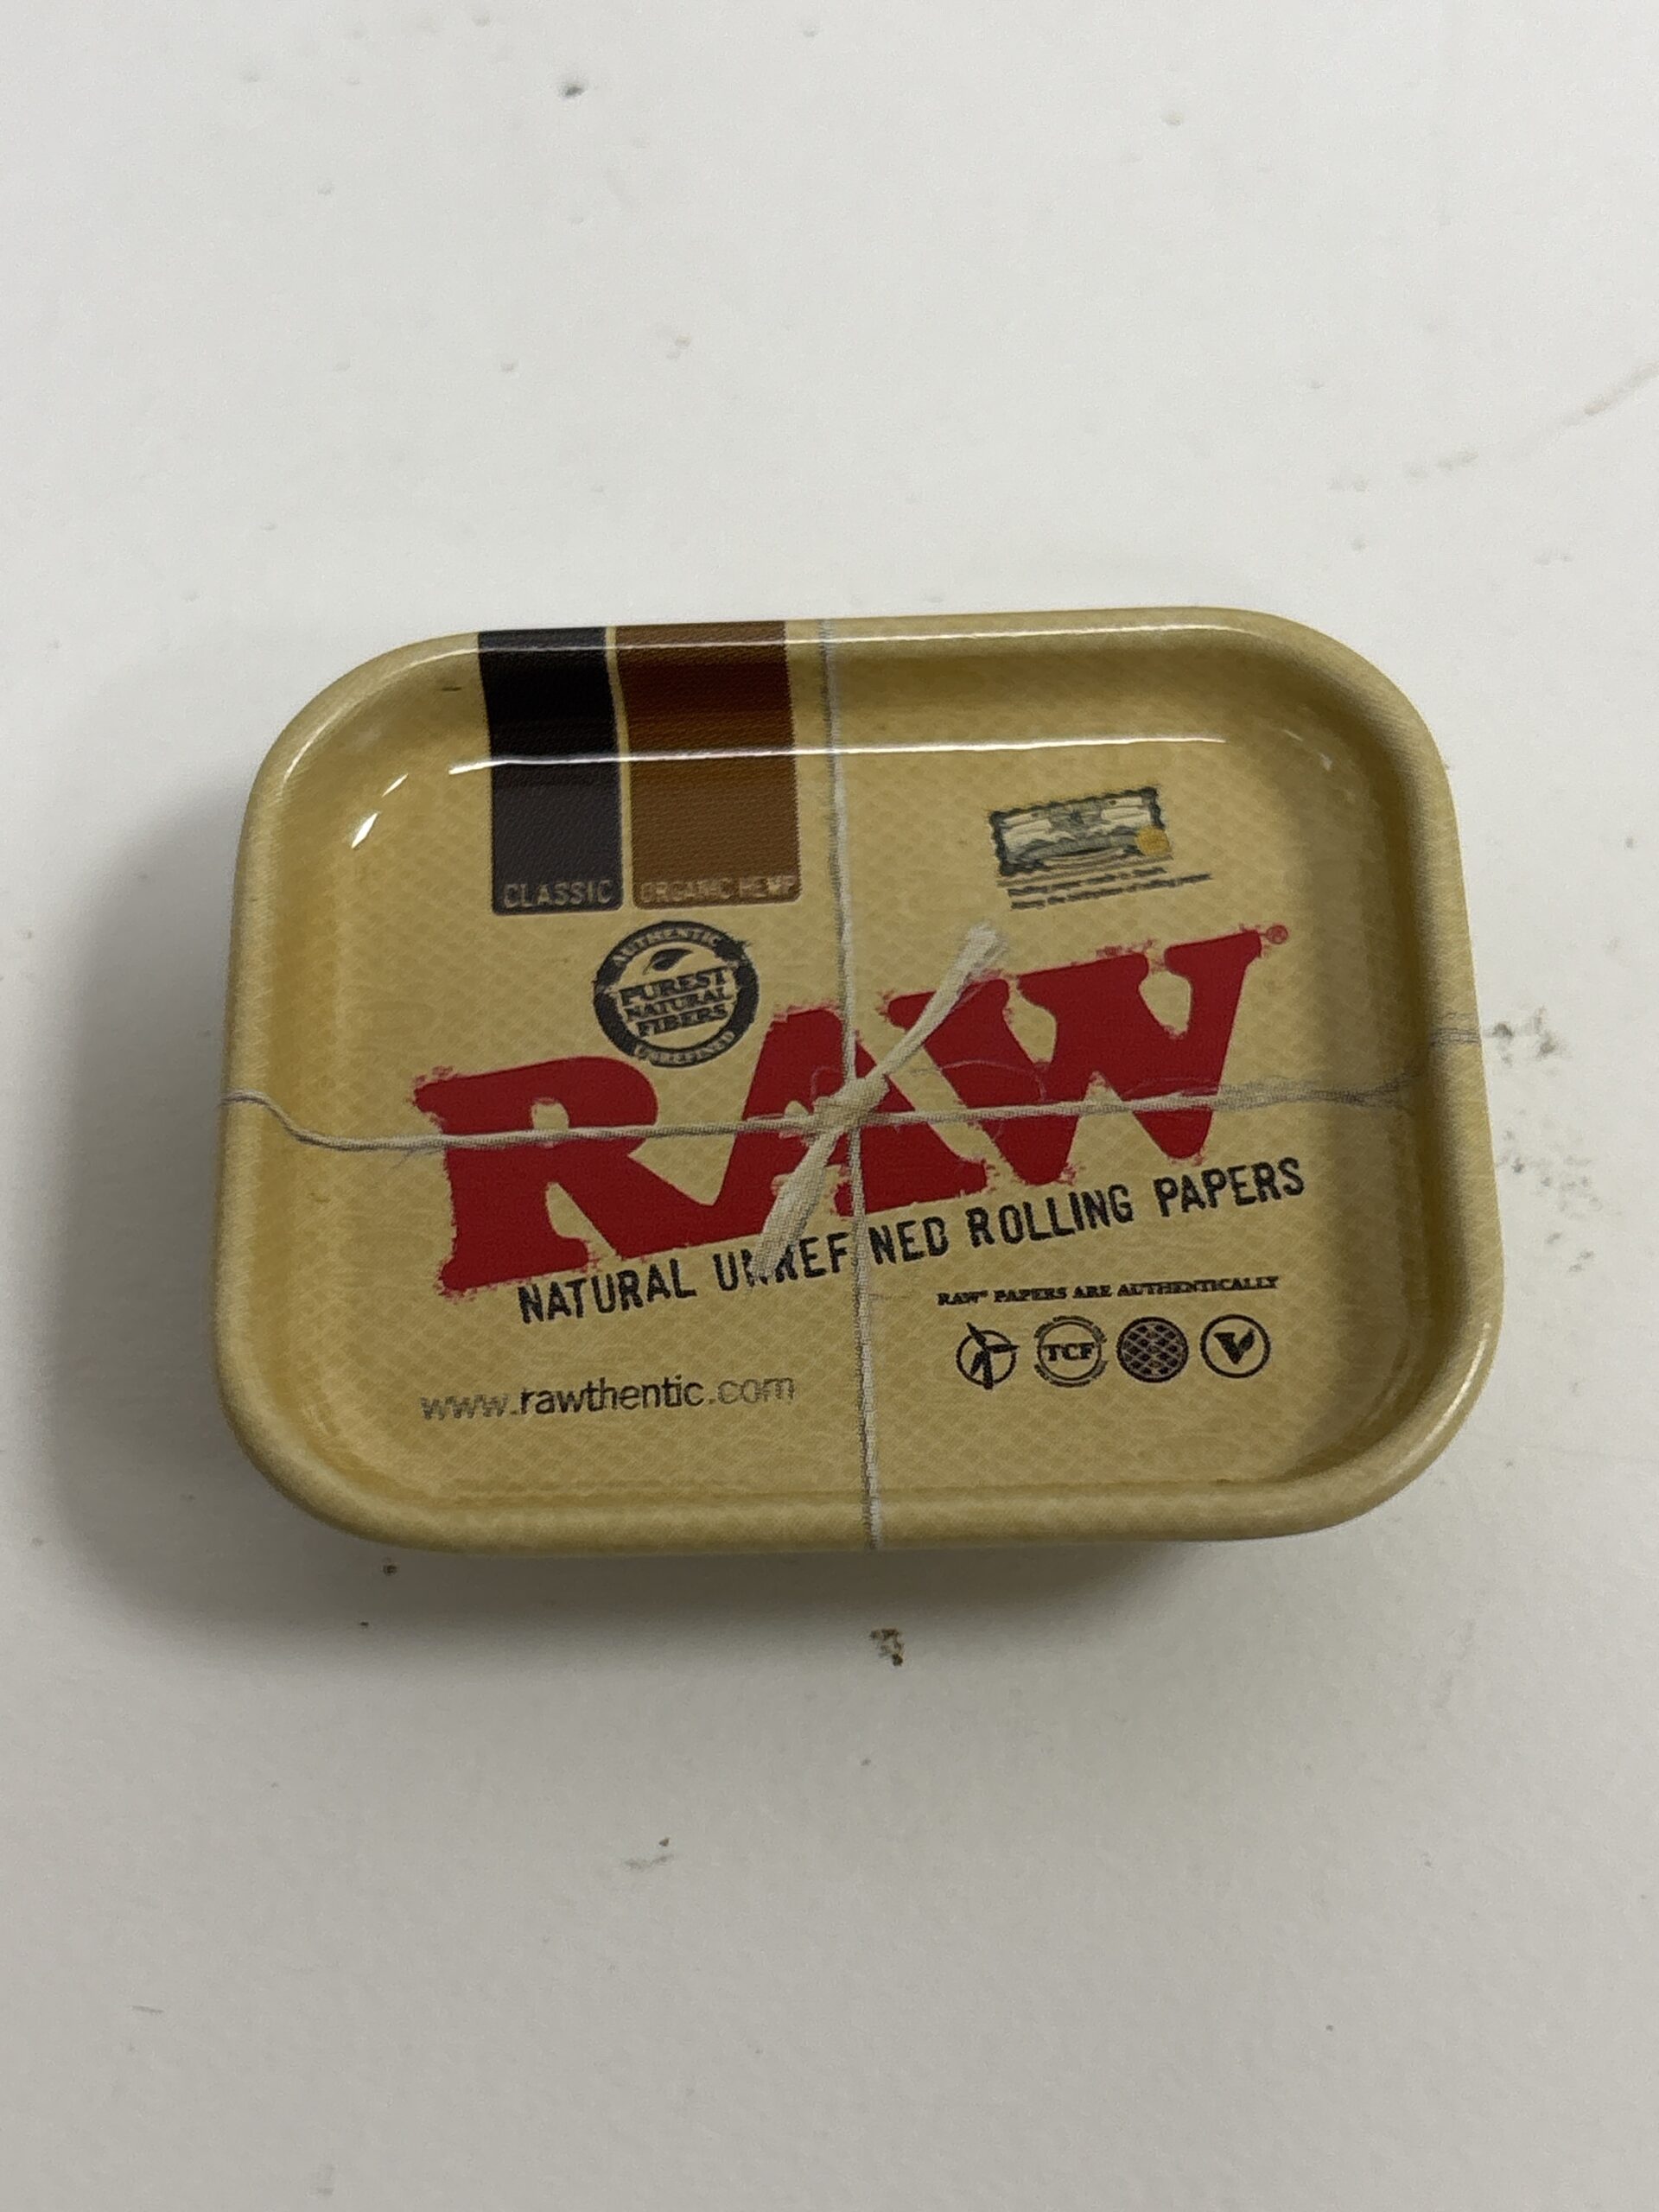 CLASSIC
ORGANIC HEMP
AUTHENTIC
PUREST
NATURAL
FIBERS
UNREFINED
RAW®
NATURAL UNREFINED ROLLING PAPERS
RAW® PAPERS ARE AUTHENTICALLY
TCF
V
www.rawthentic.com